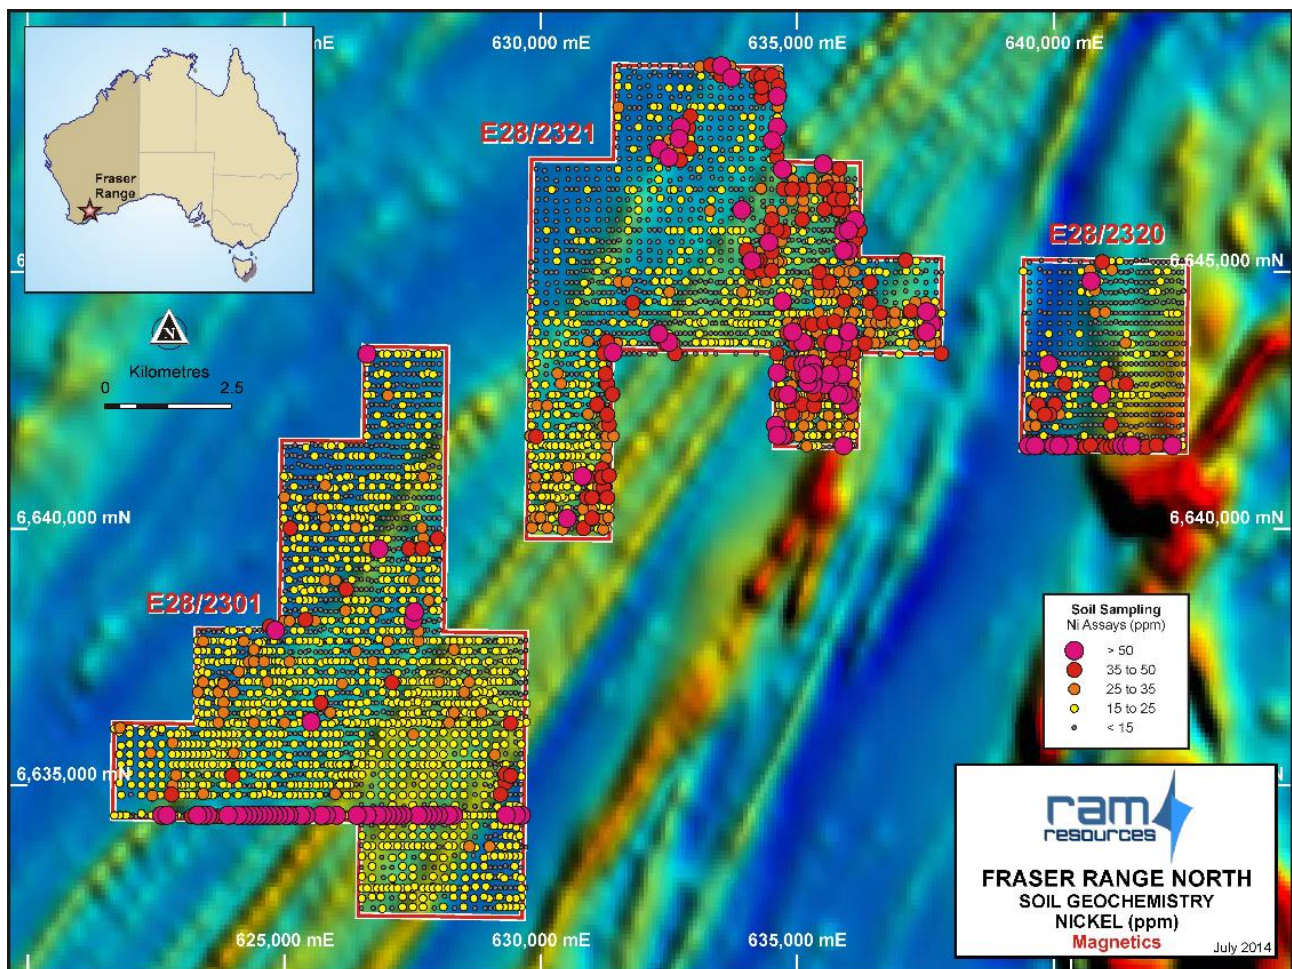 mE
630,000 mE
635,000 mE
640,000 mE
Fraser
Range
E28/2321
E28/2320
6
6,645,000 mN
N
Kilometres
0 2.5
6,640,000 mN
6,640,000 mN
E28/2301
Soil Sampling
Ni Assays (ppm)
> 50
35 to 50
25 to 35
15 to 25
< 15
6,635,000 mN
ram
resources
FRASER RANGE NORTH
SOIL GEOCHEMISTRY
NICKEL (ppm)
Magnetics
July 2014
625,000 mE
630,000 mE
635,000 mE